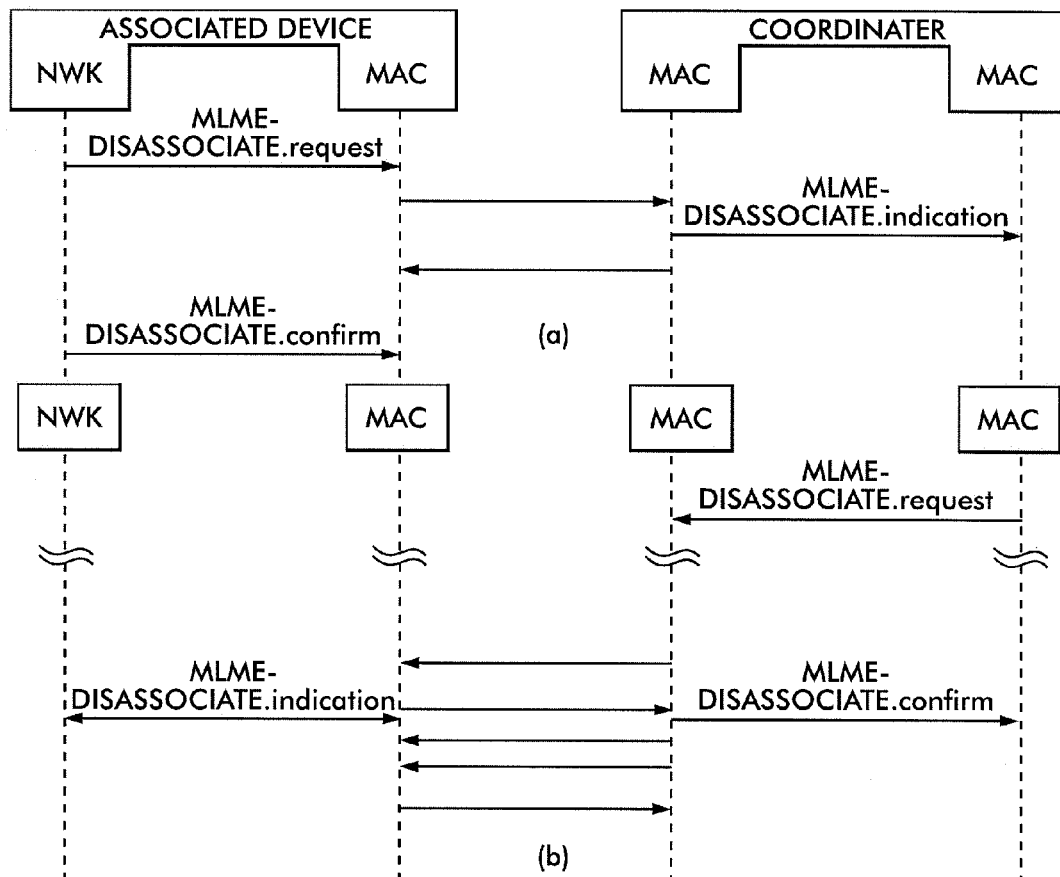 ASSOCIATED DEVICE
COORDINATER
NWK
MAC
MAC
MAC
MLME-
DISASSOCIATE.request
MLME-
DISASSOCIATE.indication
MLME-
DISASSOCIATE.confirm
(a)
NWK
MAC
MAC
MAC
MLME-
DISASSOCIATE.request
MLME-
DISASSOCIATE.indication
MLME-
DISASSOCIATE.confirm
(b)